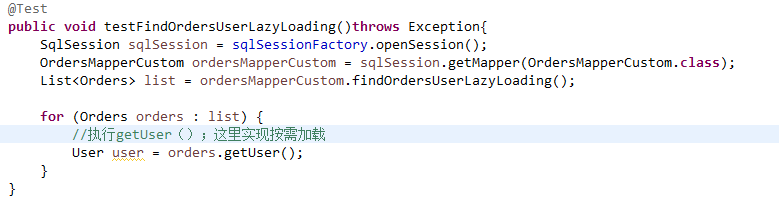 @Test
public void testFindOrdersUserLazyLoading()throws Exception{
    SqlSession sqlSession = sqlSessionFactory.openSession();
    OrdersMapperCustom ordersMapperCustom = sqlSession.getMapper(OrdersMapperCustom.class);
    List<Orders> list = ordersMapperCustom.findOrdersUserLazyLoading();
    for (Orders orders : list) {
        //执行getUser（）；这里实现按需加载
        User user = orders.getUser();
    }
}